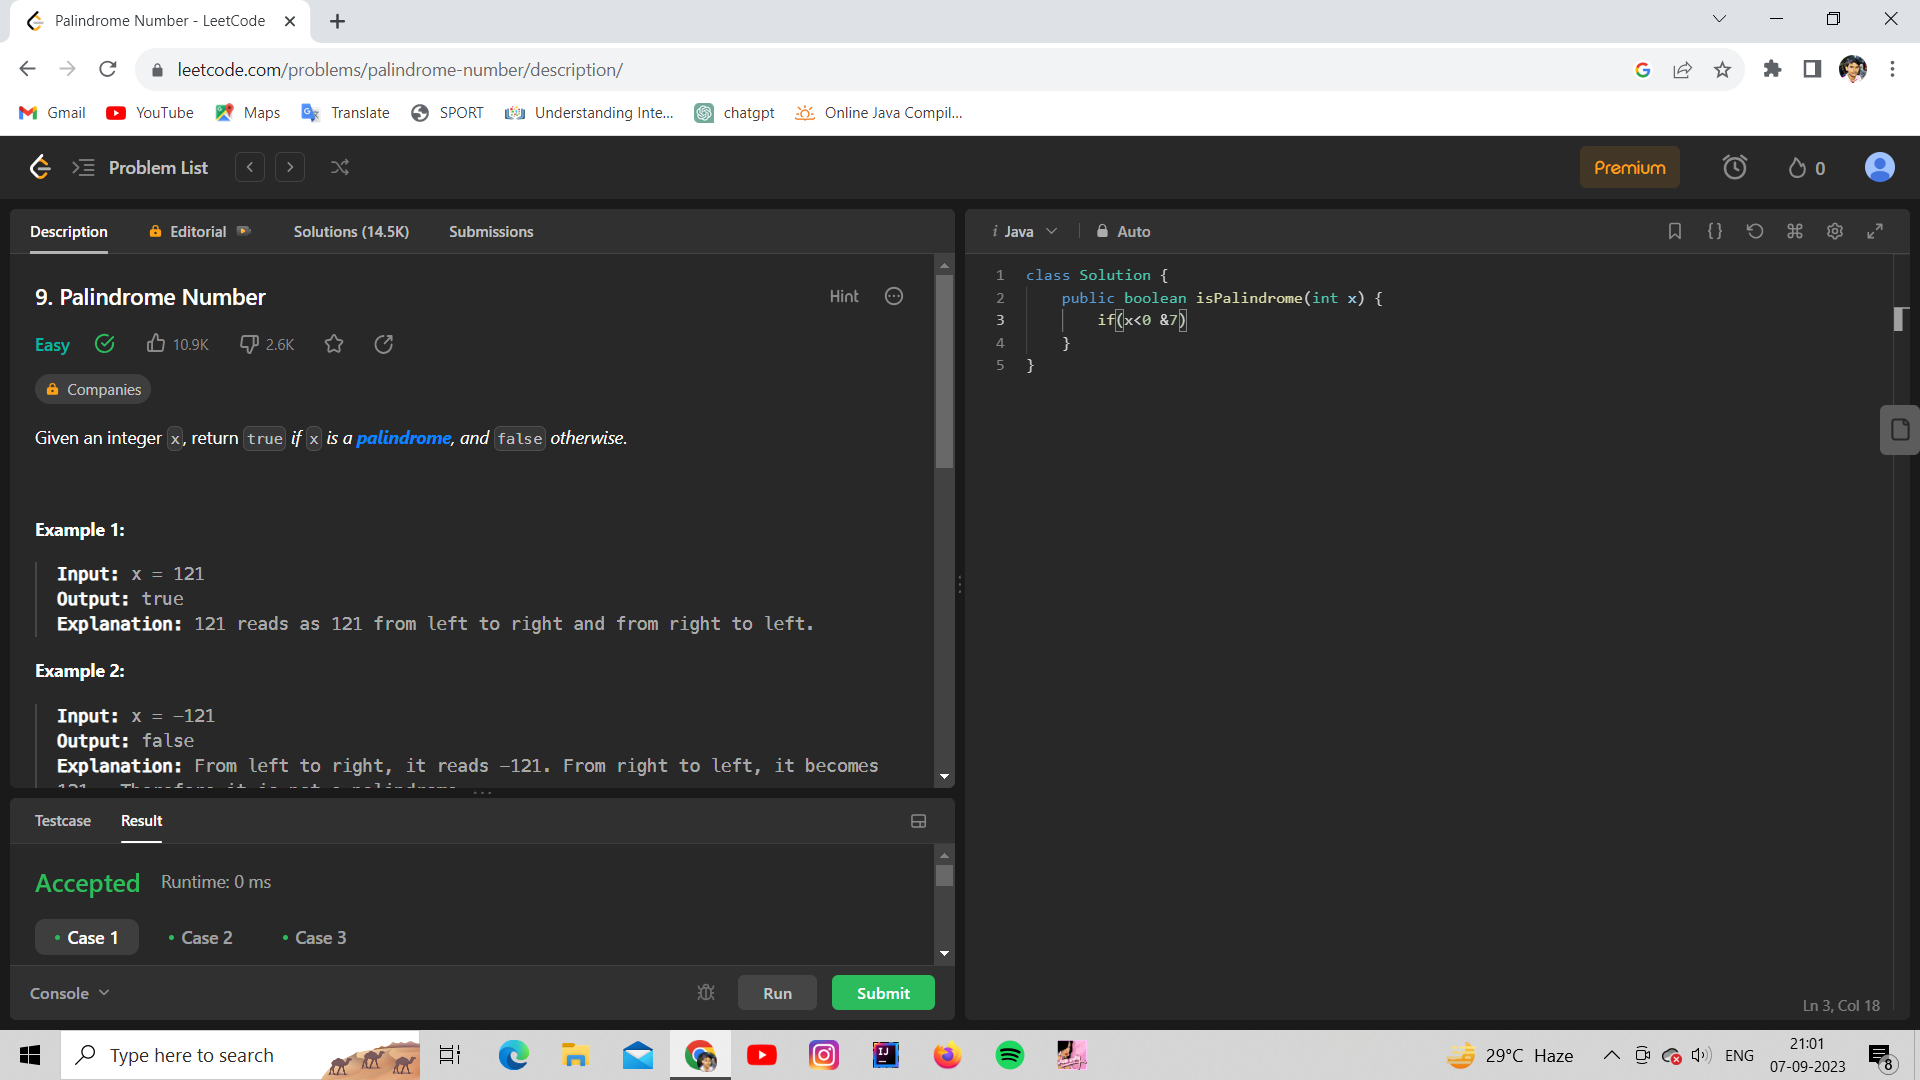 Palindrome Number - LeetCode
leetcode.com/problems/palindrome-number/description/
Gmail YouTube Maps Translate SPORT Understanding Inte... chatgpt Online Java Compil...
Problem List Premium 0
Description Editorial Solutions (14.5K) Submissions
9. Palindrome Number Hint
Easy 10.9K 2.6K
Companies
Given an integer x, return true if x is a palindrome, and false otherwise.
Example 1:
Input: x = 121
Output: true
Explanation: 121 reads as 121 from left to right and from right to left.
Example 2:
Input: x = -121
Output: false
Explanation: From left to right, it reads -121. From right to left, it becomes
Testcase Result
Accepted Runtime: 0 ms
Case 1 Case 2 Case 3
Console Run Submit
i Java Auto
1 class Solution {
2 public boolean isPalindrome(int x) {
3 if(x<0 &7)
4 }
5 }
Ln 3, Col 18
Type here to search
29°C Haze
ENG
21:01
07-09-2023
8